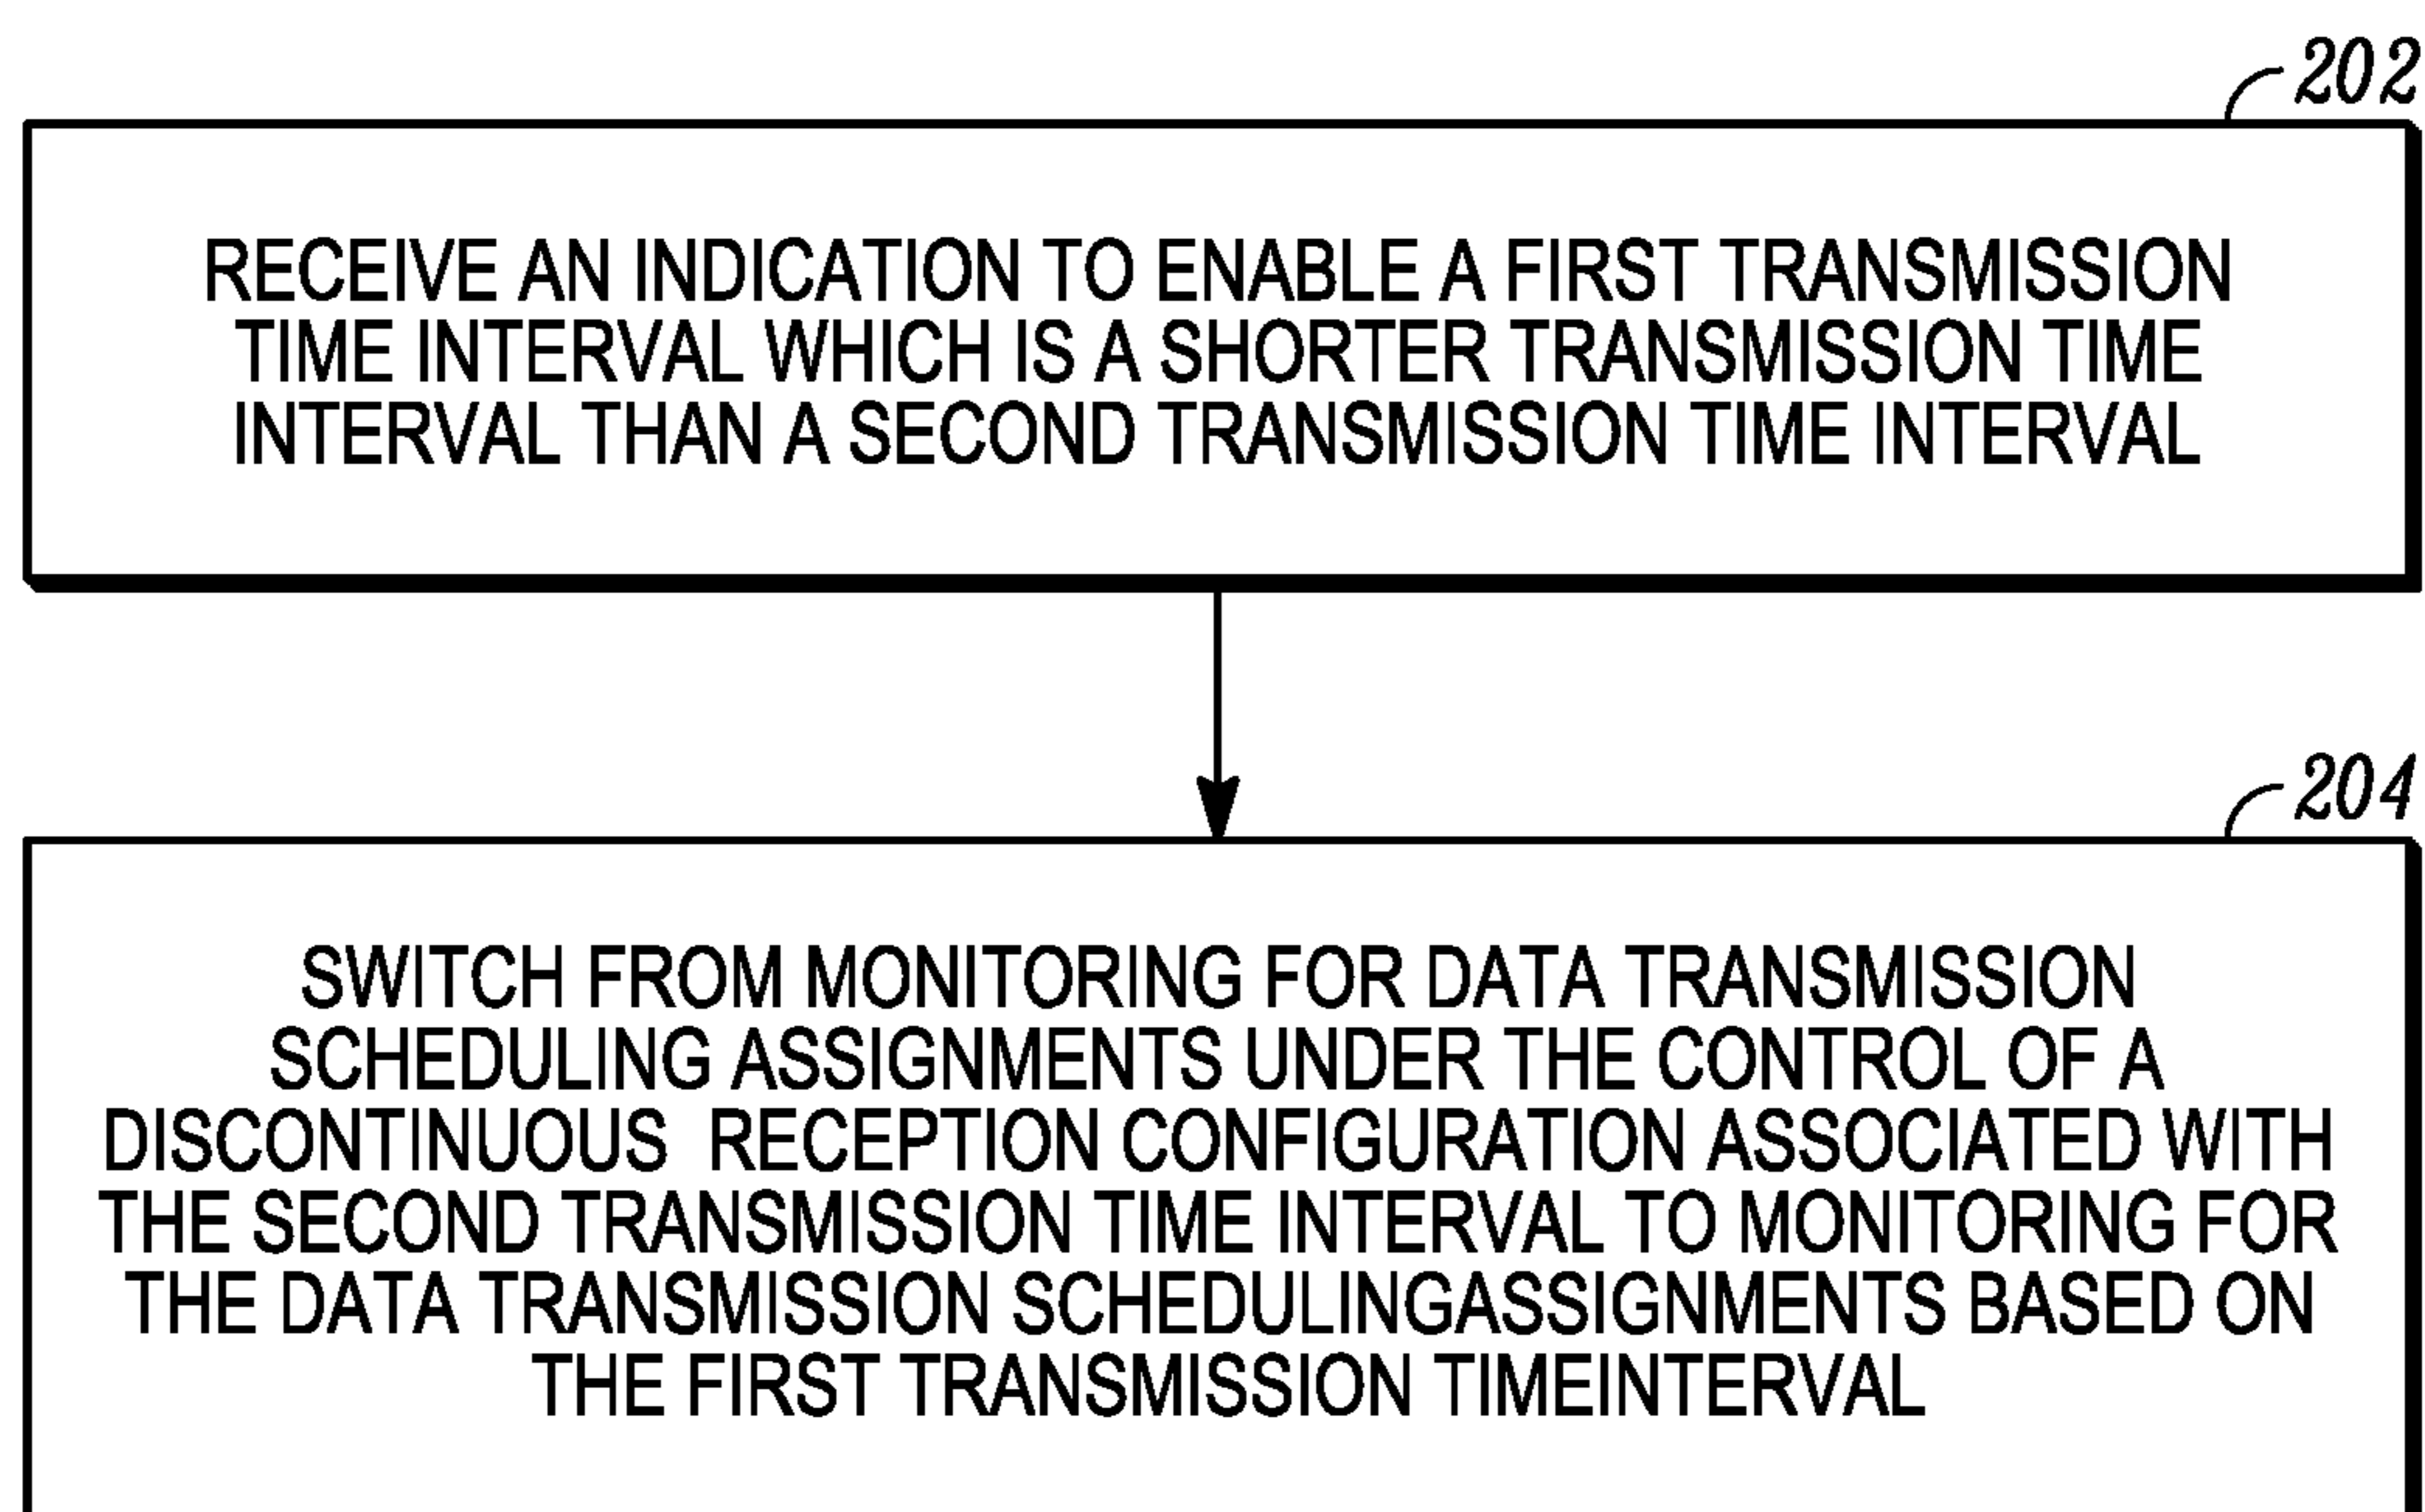 202
RECEIVE AN INDICATION TO ENABLE A FIRST TRANSMISSION
TIME INTERVAL WHICH IS A SHORTER TRANSMISSION TIME
INTERVAL THAN A SECOND TRANSMISSION TIME INTERVAL
204
SWITCH FROM MONITORING FOR DATA TRANSMISSION
SCHEDULING ASSIGNMENTS UNDER THE CONTROL OF A
DISCONTINUOUS RECEPTION CONFIGURATION ASSOCIATED WITH
THE SECOND TRANSMISSION TIME INTERVAL TO MONITORING FOR
THE DATA TRANSMISSION SCHEDULINGASSIGNMENTS BASED ON
THE FIRST TRANSMISSION TIMEINTERVAL